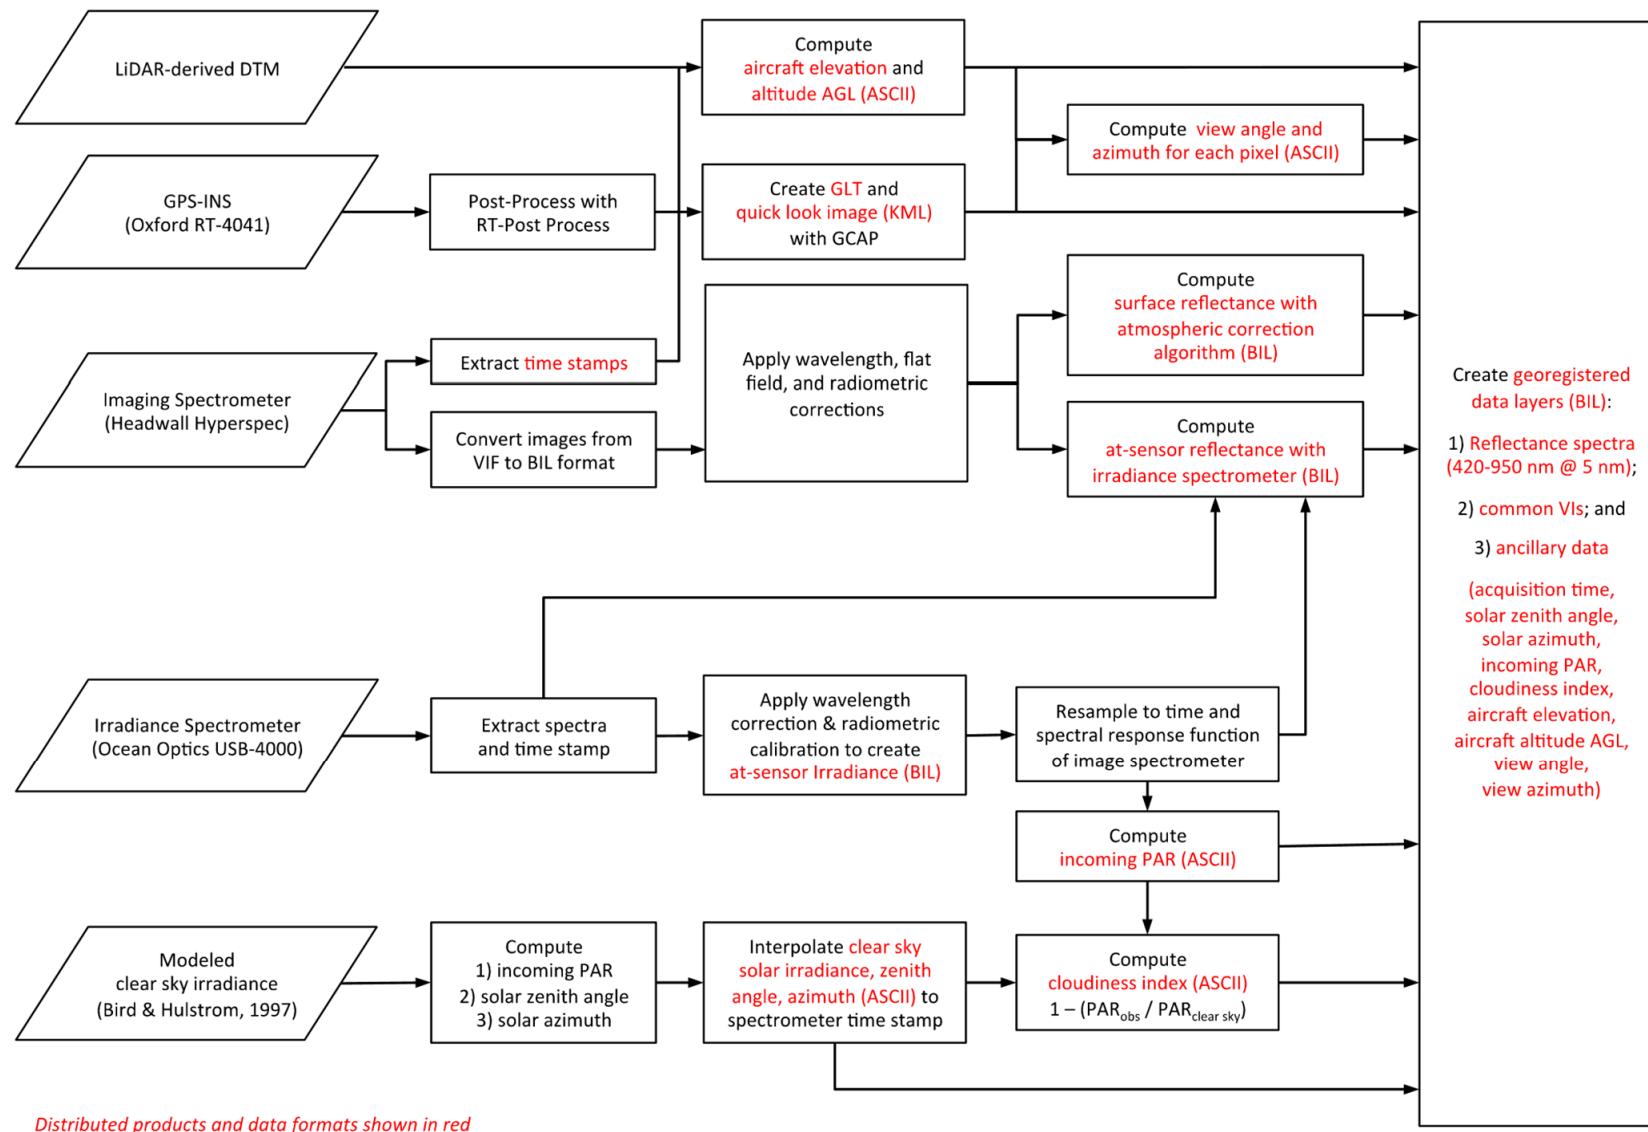 LiDAR-derived DTM
Compute
aircraft elevation and
altitude AGL (ASCII)
Compute view angle and
azimuth for each pixel (ASCII)
GPS-INS
(Oxford RT-4041)
Post-Process with
RT-Post Process
Create GLT and
quick look image (KML)
with GCAP
Imaging Spectrometer
(Headwall Hyperspec)
Extract time stamps
Convert images from
VIF to BIL format
Apply wavelength, flat
field, and radiometric
corrections
Compute
surface reflectance with
atmospheric correction
algorithm (BIL)
Compute
at-sensor reflectance with
irradiance spectrometer (BIL)
Irradiance Spectrometer
(Ocean Optics USB-4000)
Extract spectra
and time stamp
Apply wavelength
correction & radiometric
calibration to create
at-sensor Irradiance (BIL)
Resample to time and
spectral response function
of image spectrometer
Compute
incoming PAR (ASCII)
Modeled
clear sky irradiance
(Bird & Hulstrom, 1997)
Compute
1) incoming PAR
2) solar zenith angle
3) solar azimuth
Interpolate clear sky
solar irradiance, zenith
angle, azimuth (ASCII) to
spectrometer time stamp
Compute
cloudiness index (ASCII)
1 – (PARobs / PARclear sky)
Create georegistered
data layers (BIL):
1) Reflectance spectra
(420-950 nm @ 5 nm);
2) common VIs; and
3) ancillary data
(acquisition time,
solar zenith angle,
solar azimuth,
incoming PAR,
cloudiness index,
aircraft elevation,
aircraft altitude AGL,
view angle,
view azimuth)
Distributed products and data formats shown in red